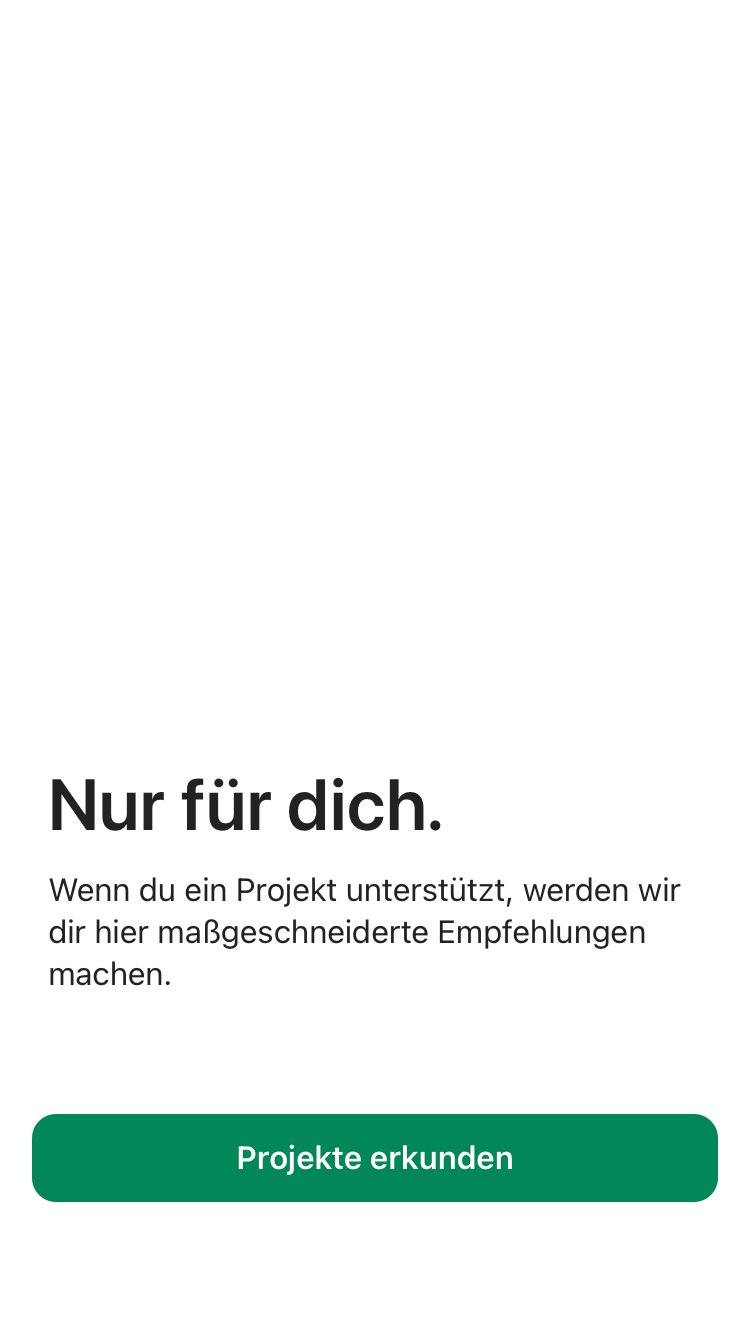 Nur für dich.
Wenn du ein Projekt unterstützt, werden wir
dir hier maßgeschneiderte Empfehlungen
machen.
Projekte erkunden